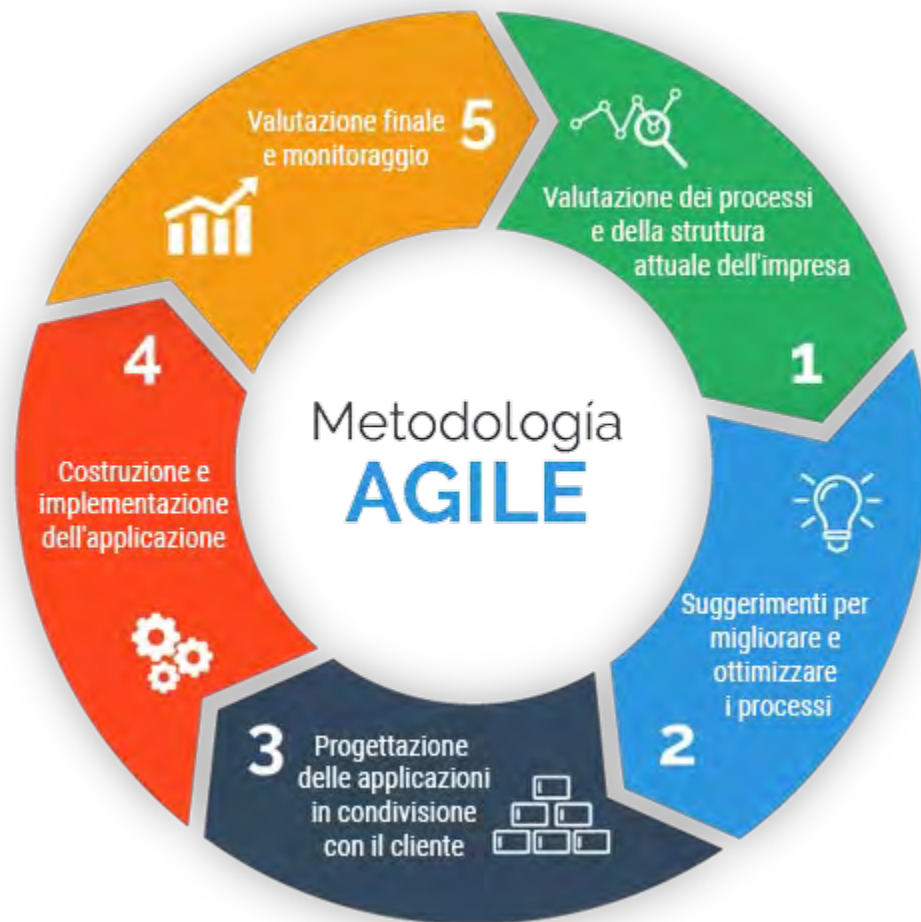 Metodología
AGILE
Valutazione dei processi
e della struttura
attuale dell'impresa
1
Suggerimenti per
migliorare e
ottimizzare
i processi
2
3
Progettazione
delle applicazioni
in condivisione
con il cliente
4
Costruzione e
implementazione
dell'applicazione
Valutazione finale
e monitoraggio
5